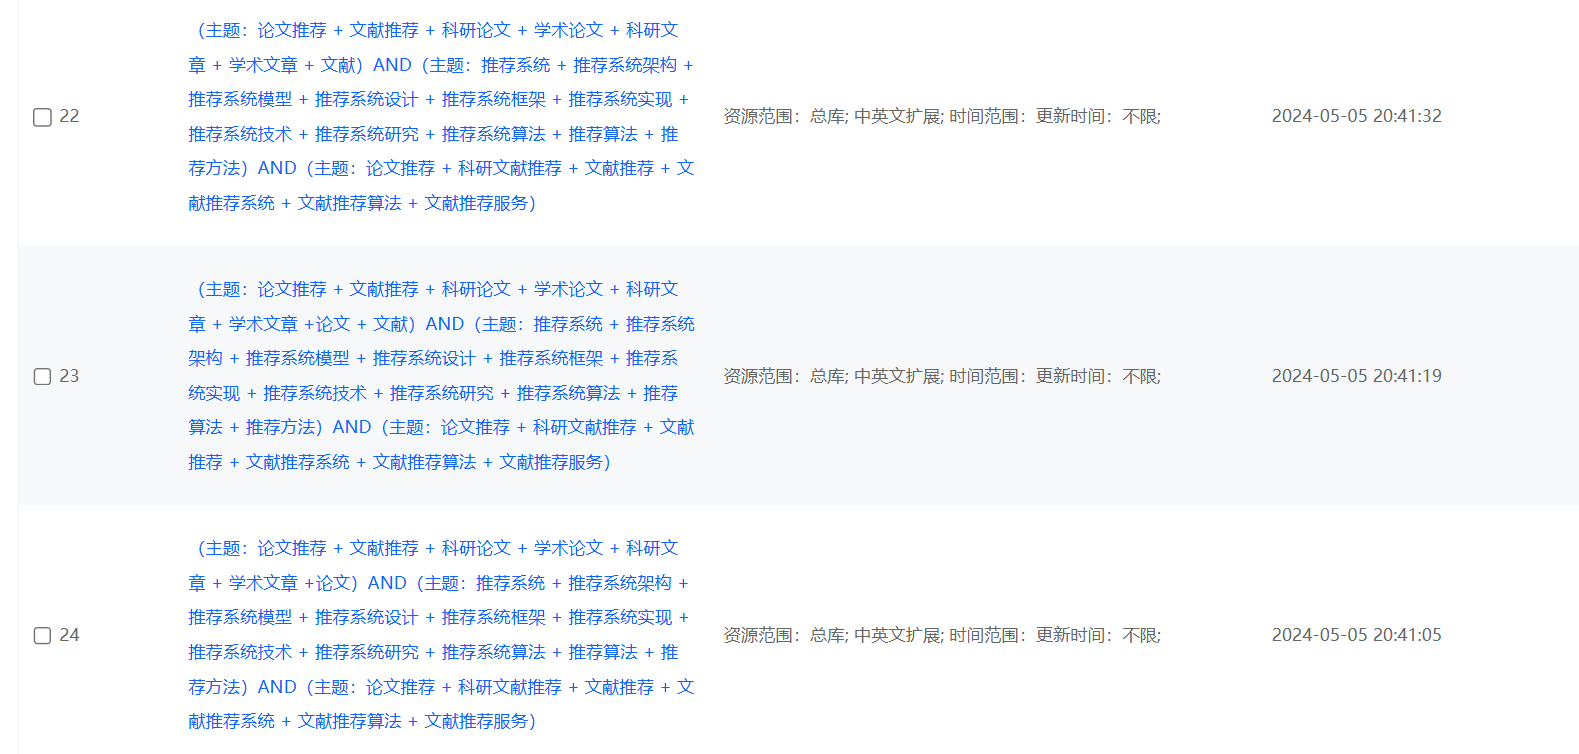 （主题：论文推荐 + 文献推荐 + 科研论文 + 学术论文 + 科研文
章 + 学术文章 + 文献）AND（主题：推荐系统 + 推荐系统架构 +
推荐系统模型 + 推荐系统设计 + 推荐系统框架 + 推荐系统实现 +
22 资源范围：总库; 中英文扩展; 时间范围：更新时间：不限; 2024-05-05 20:41:32
推荐系统技术 + 推荐系统研究 + 推荐系统算法 + 推荐算法 + 推
荐方法）AND（主题：论文推荐 + 科研文献推荐 + 文献推荐 + 文
献推荐系统 + 文献推荐算法 + 文献推荐服务）
（主题：论文推荐 + 文献推荐 + 科研论文 + 学术论文 + 科研文
章 + 学术文章 +论文 + 文献）AND（主题：推荐系统 + 推荐系统
架构 + 推荐系统模型 + 推荐系统设计 + 推荐系统框架 + 推荐系
23 资源范围：总库; 中英文扩展; 时间范围：更新时间：不限; 2024-05-05 20:41:19
统实现 + 推荐系统技术 + 推荐系统研究 + 推荐系统算法 + 推荐
算法 + 推荐方法）AND（主题：论文推荐 + 科研文献推荐 + 文献
推荐 + 文献推荐系统 + 文献推荐算法 + 文献推荐服务）
（主题：论文推荐 + 文献推荐 + 科研论文 + 学术论文 + 科研文
章 + 学术文章 +论文）AND（主题：推荐系统 + 推荐系统架构 +
推荐系统模型 + 推荐系统设计 + 推荐系统框架 + 推荐系统实现 +
24 资源范围：总库; 中英文扩展; 时间范围：更新时间：不限; 2024-05-05 20:41:05
推荐系统技术 + 推荐系统研究 + 推荐系统算法 + 推荐算法 + 推
荐方法）AND（主题：论文推荐 + 科研文献推荐 + 文献推荐 + 文
献推荐系统 + 文献推荐算法 + 文献推荐服务）